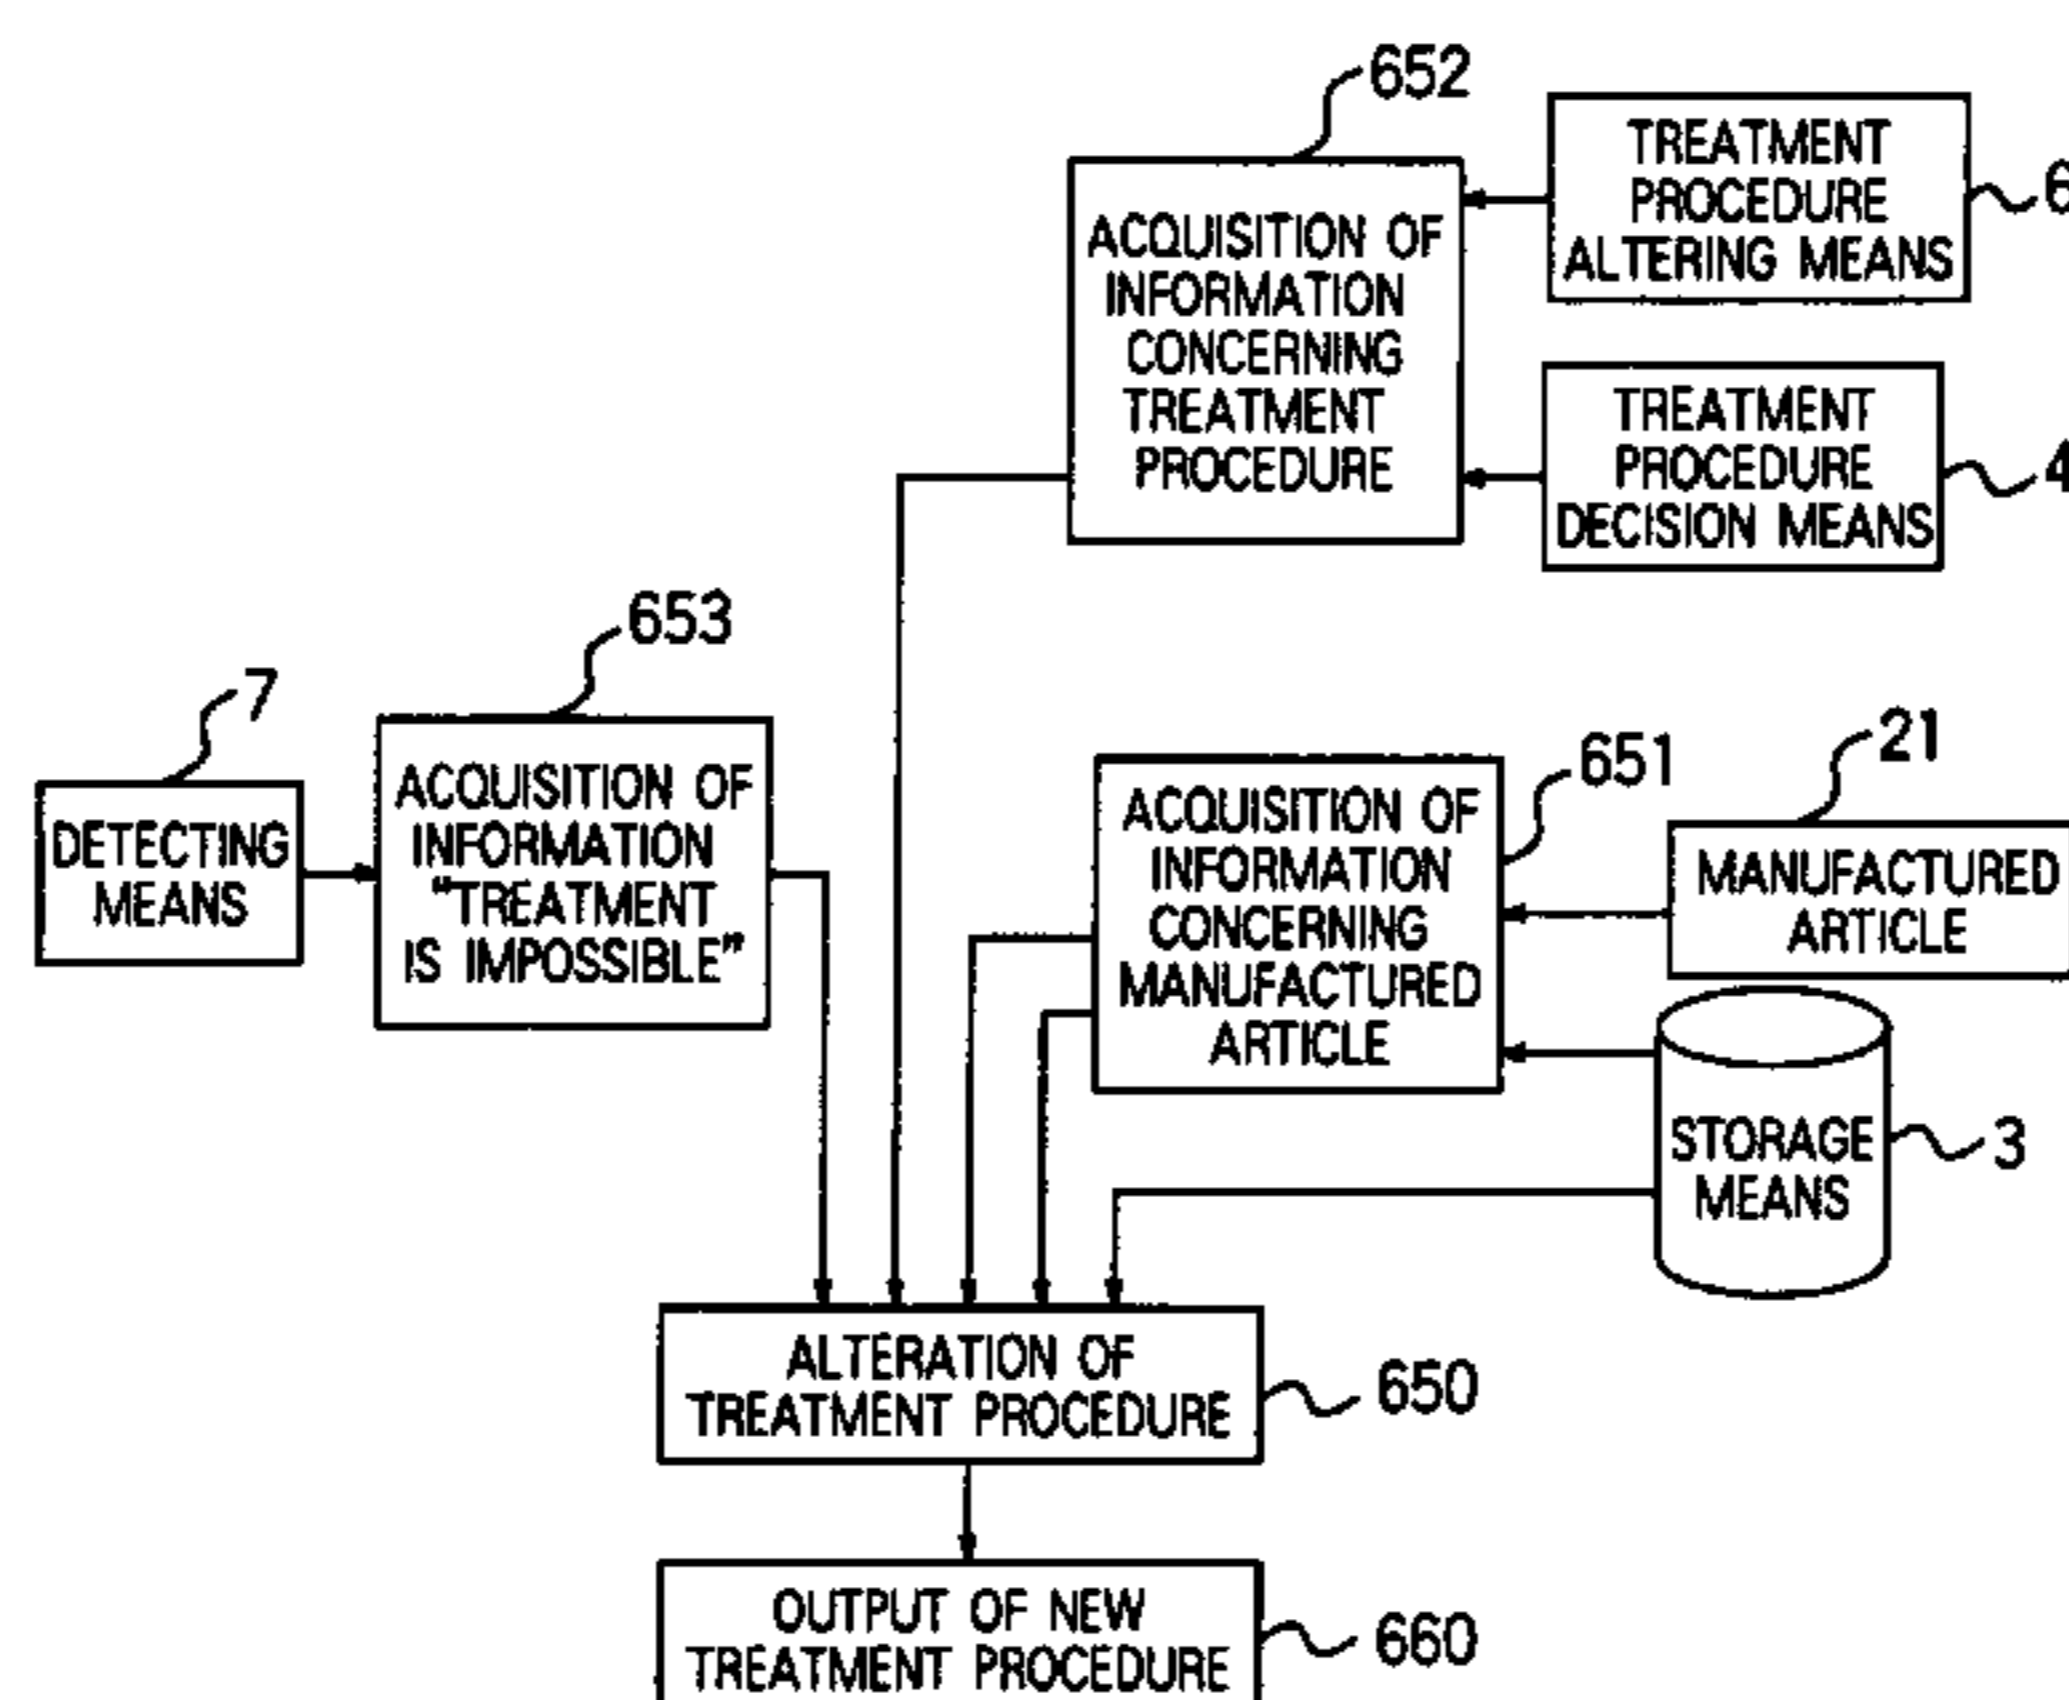 652
TREATMENT
PROCEDURE
ALTERING MEANS
6
ACQUISITION OF
INFORMATION
CONCERNING
TREATMENT
PROCEDURE
TREATMENT
PROCEDURE
DECISION MEANS
4
653
7
DETECTING
MEANS
ACQUISITION OF
INFORMATION
"TREATMENT
IS IMPOSSIBLE"
651
21
ACQUISITION OF
INFORMATION
CONCERNING
MANUFACTURED
ARTICLE
MANUFACTURED
ARTICLE
STORAGE
MEANS
3
ALTERATION OF
TREATMENT PROCEDURE
650
OUTPUT OF NEW
TREATMENT PROCEDURE
660